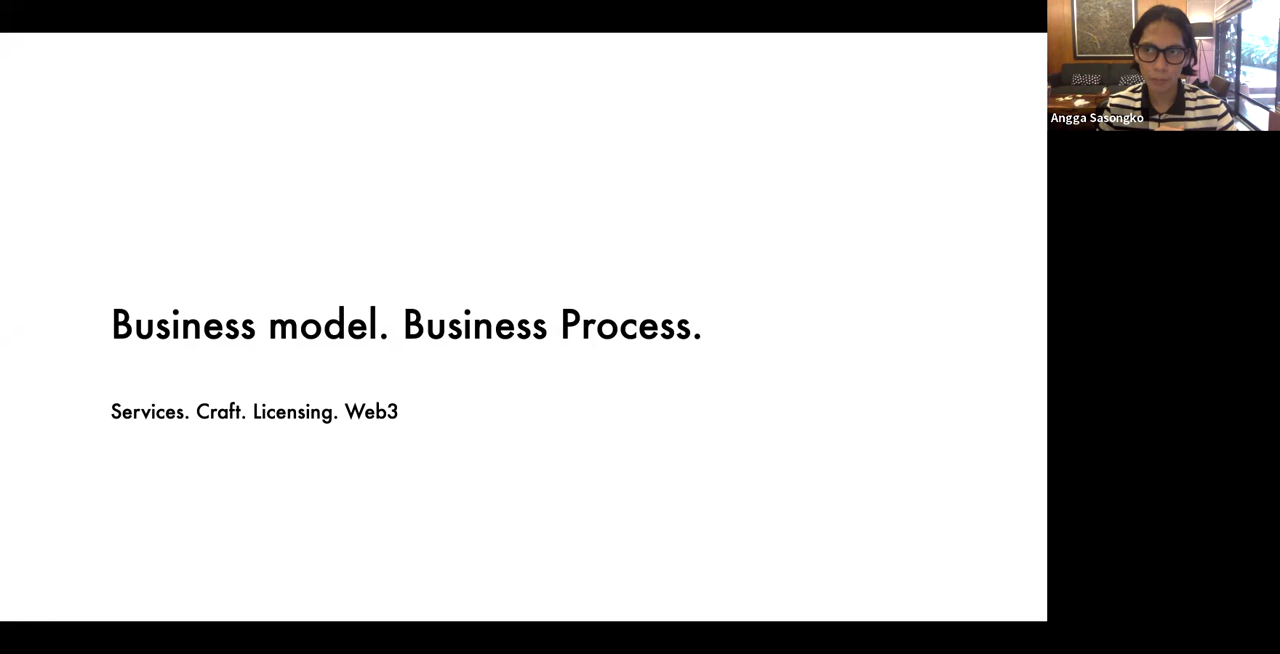 Business model. Business Process.
Services. Craft. Licensing. Web3
Angga Sasongko